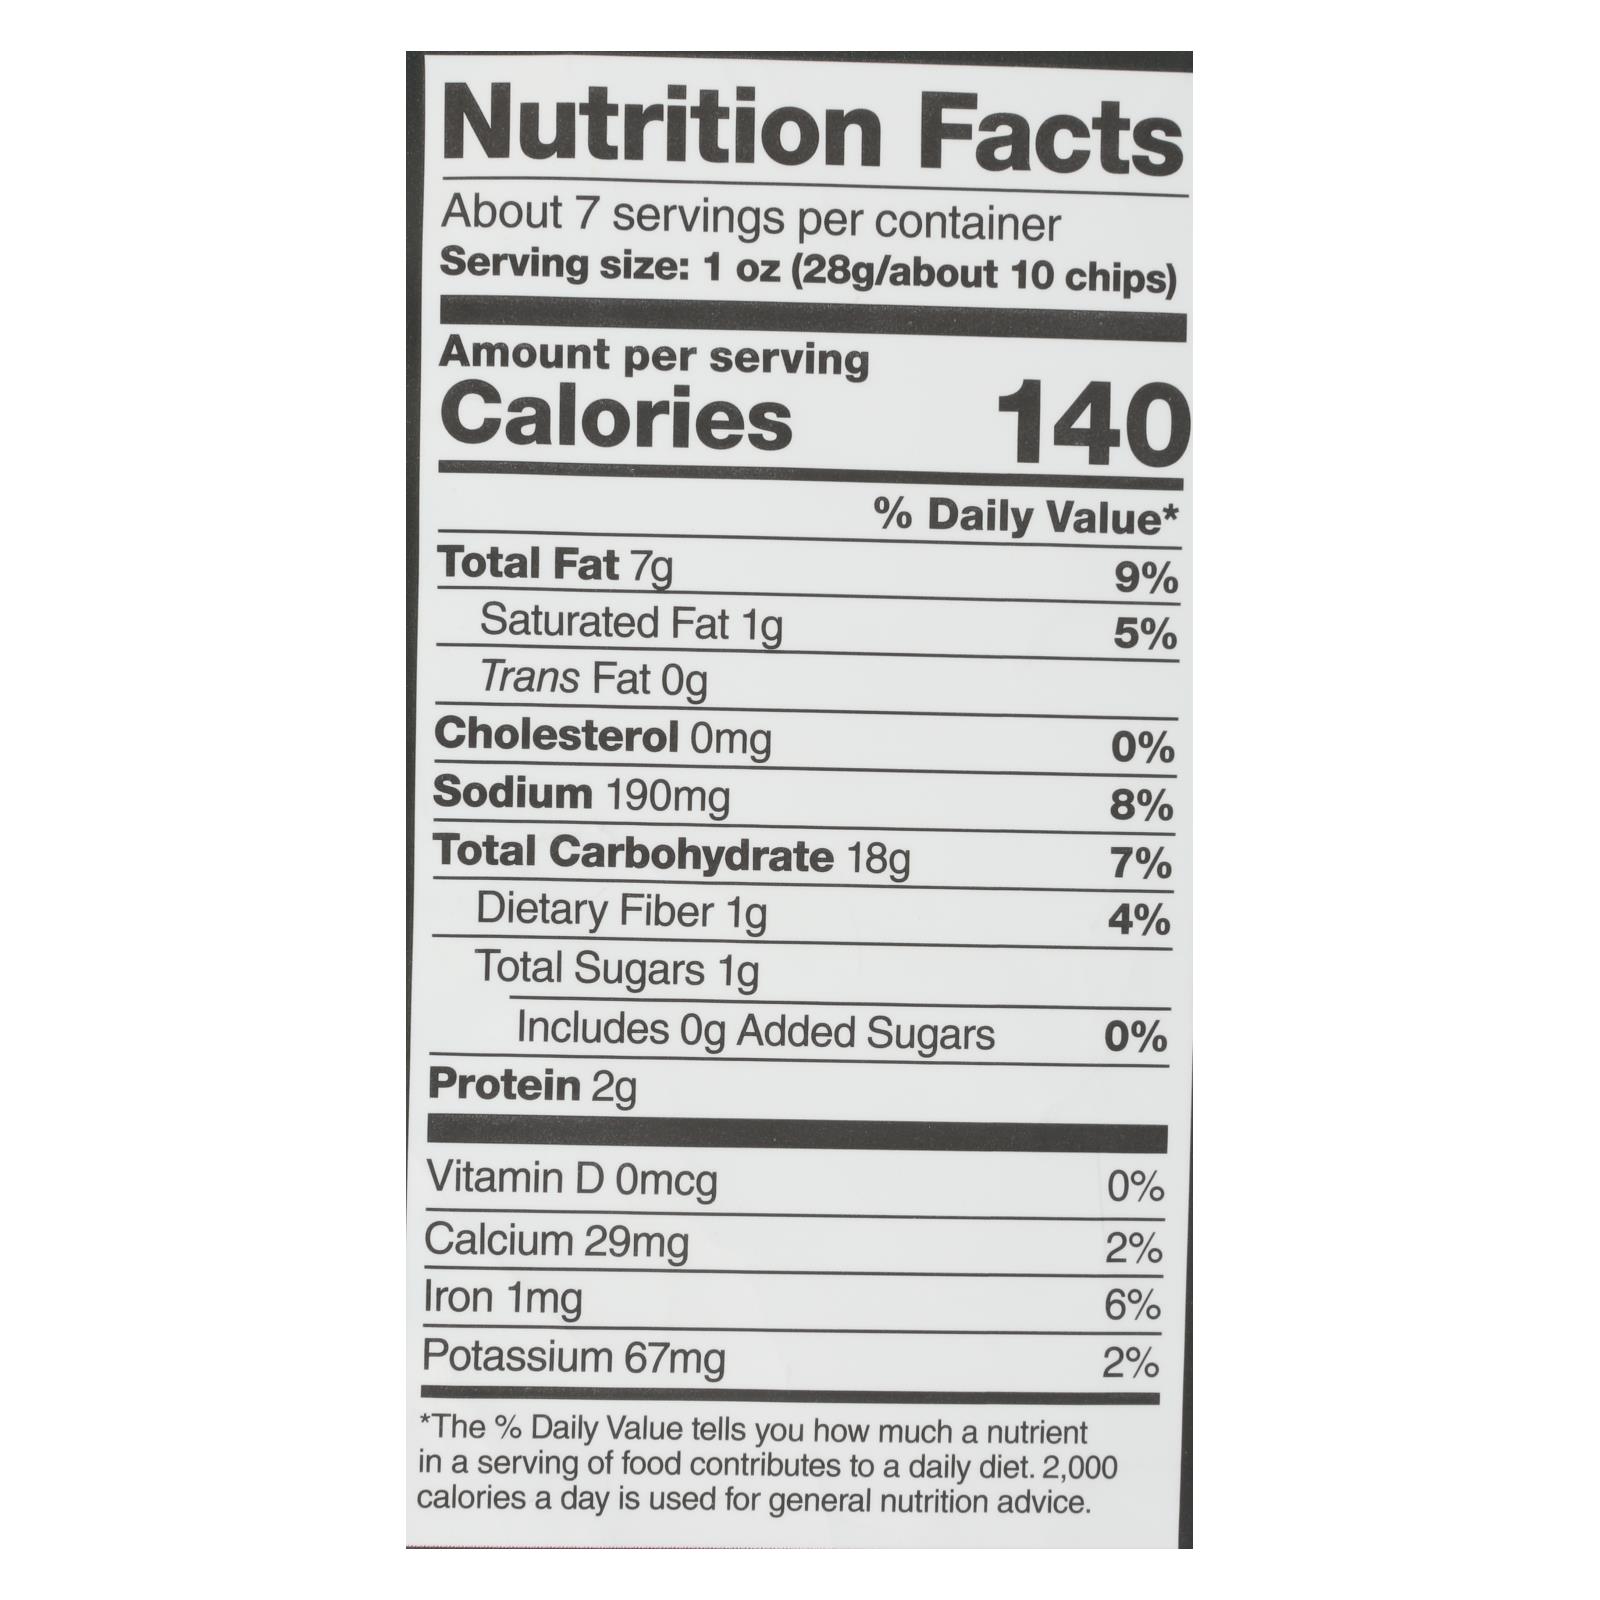 Nutrition Facts
About 7 servings per container
Serving size: 1 oz (28g/about 10 chips)
Amount per serving
Calories 140
% Daily Value*
Total Fat 7g 9%
Saturated Fat 1g 5%
Trans Fat 0g
Cholesterol 0mg 0%
Sodium 190mg 8%
Total Carbohydrate 18g 7%
Dietary Fiber 1g 4%
Total Sugars 1g
Includes 0g Added Sugars 0%
Protein 2g
Vitamin D 0mcg 0%
Calcium 29mg 2%
Iron 1mg 6%
Potassium 67mg 2%
*The % Daily Value tells you how much a nutrient
in a serving of food contributes to a daily diet. 2,000
calories a day is used for general nutrition advice.